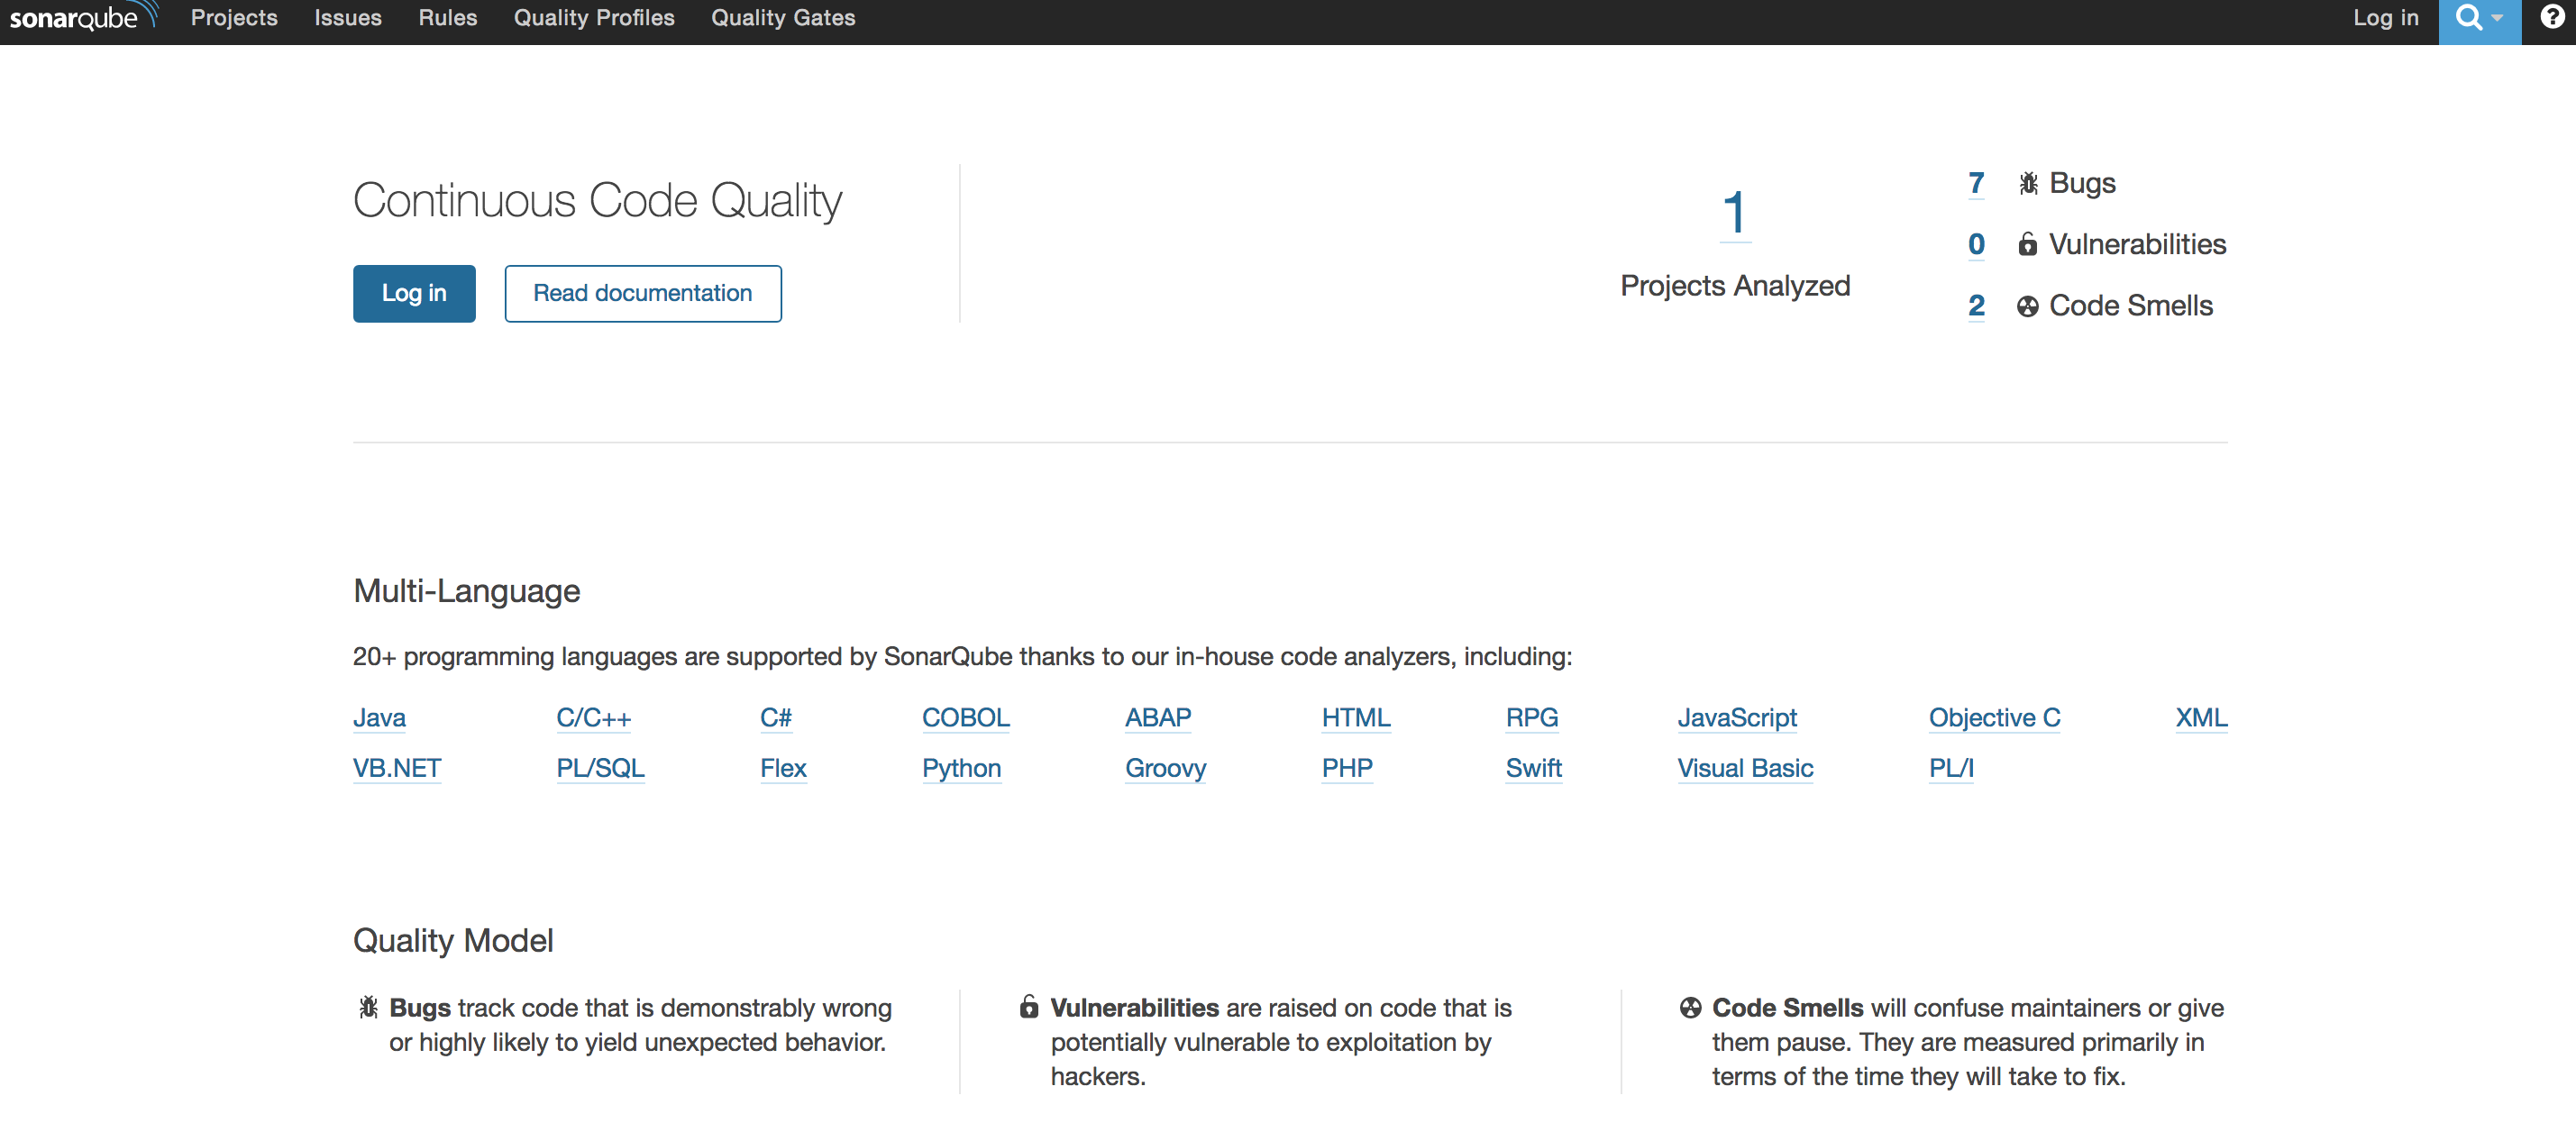 sonarqube Projects Issues Rules Quality Profiles Quality Gates Log in
Continuous Code Quality
Log in Read documentation
1
Projects Analyzed
7 Bugs
0 Vulnerabilities
2 Code Smells
Multi-Language
20+ programming languages are supported by SonarQube thanks to our in-house code analyzers, including:
Java C/C++ C# COBOL ABAP HTML RPG JavaScript Objective C XML
VB.NET PL/SQL Flex Python Groovy PHP Swift Visual Basic PL/I
Quality Model
Bugs track code that is demonstrably wrong
or highly likely to yield unexpected behavior.
Vulnerabilities are raised on code that is
potentially vulnerable to exploitation by
hackers.
Code Smells will confuse maintainers or give
them pause. They are measured primarily in
terms of the time they will take to fix.